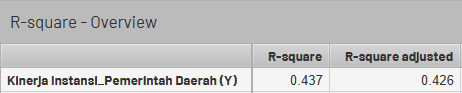 R-square - Overview
R-square R-square adjusted
Kinerja Instansi_Pemerintah Daerah (Y) 0.437 0.426